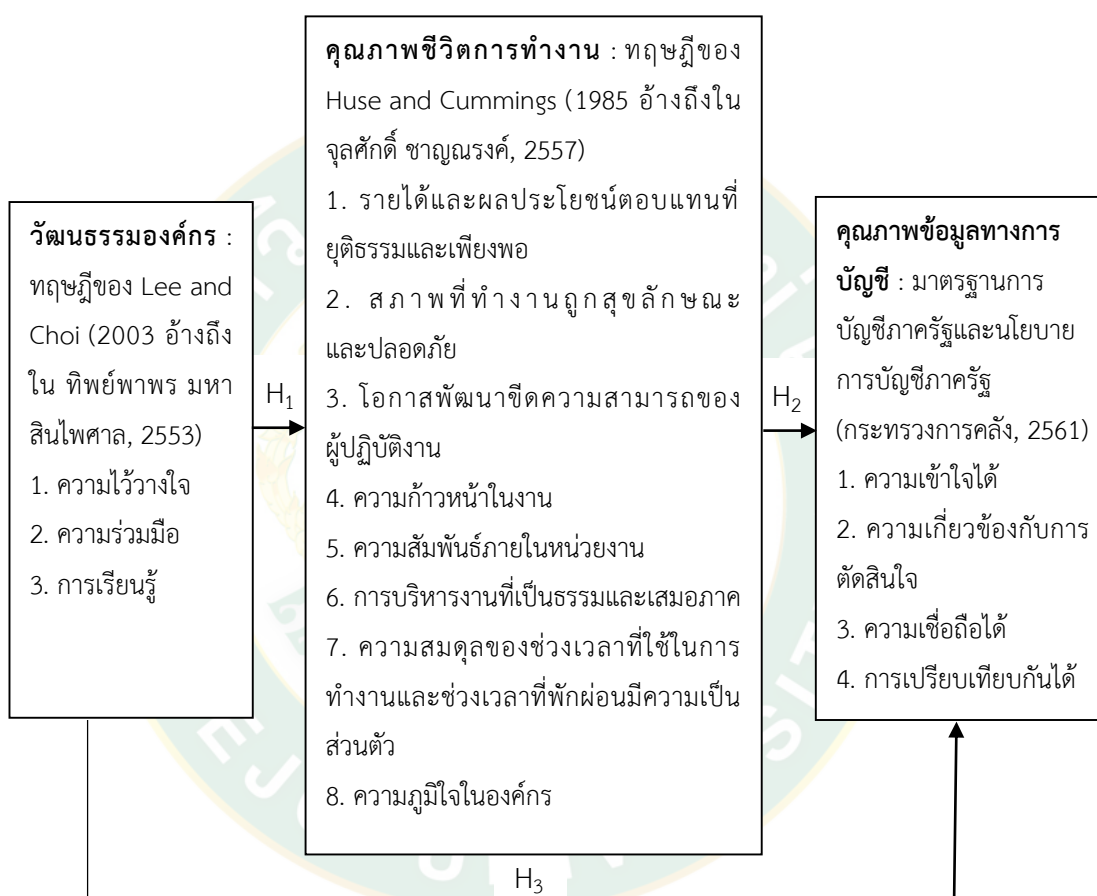 วัฒนธรรมองค์กร :
ทฤษฎีของ Lee and
Choi (2003 อ้างถึง
ใน ทิพย์พาพร มหา
สินไพศาล, 2553)
1. ความไว้วางใจ
2. ความร่วมมือ
3. การเรียนรู้
H1
คุณภาพชีวิตการทำงาน : ทฤษฎีของ
Huse and Cummings (1985 อ้างถึงใน
จุลศักดิ์ ชาญณรงค์, 2557)
1. รายได้และผลประโยชน์ตอบแทนที่
ยุติธรรมและเพียงพอ
2. สภาพที่ทำงานถูกสุขลักษณะ
และปลอดภัย
3. โอกาสพัฒนาขีดความสามารถของ
ผู้ปฏิบัติงาน
4. ความก้าวหน้าในงาน
5. ความสัมพันธ์ภายในหน่วยงาน
6. การบริหารงานที่เป็นธรรมและเสมอภาค
7. ความสมดุลของช่วงเวลาที่ใช้ในการ
ทำงานและช่วงเวลาที่พักผ่อนมีความเป็น
ส่วนตัว
8. ความภูมิใจในองค์กร
H2
คุณภาพข้อมูลทางการ
บัญชี : มาตรฐานการ
บัญชีภาครัฐและนโยบาย
การบัญชีภาครัฐ
(กระทรวงการคลัง, 2561)
1. ความเข้าใจได้
2. ความเกี่ยวข้องกับการ
ตัดสินใจ
3. ความเชื่อถือได้
4. การเปรียบเทียบกันได้
H3